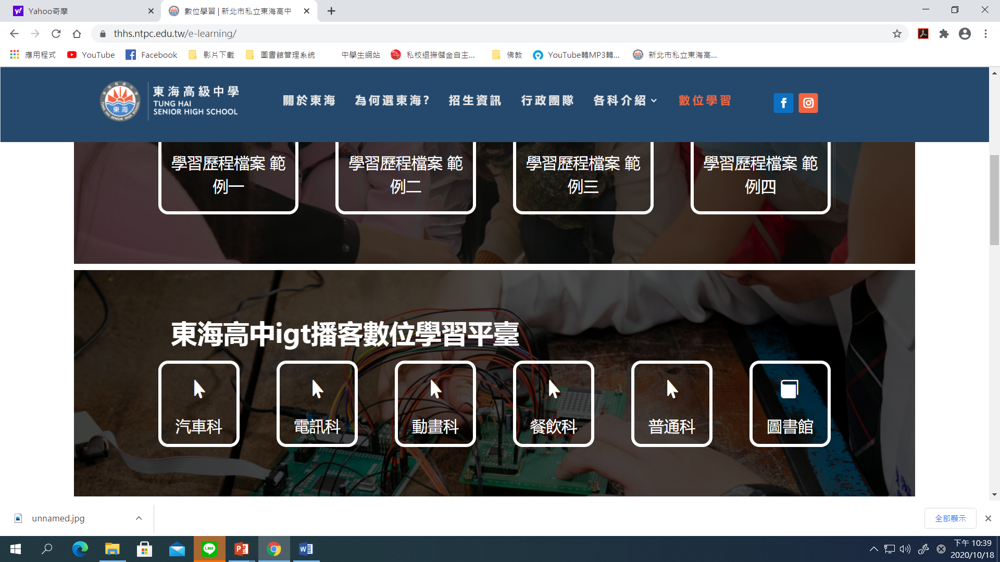 Yahoo奇摩
數位學習 | 新北市私立東海高中
thhs.ntpc.edu.tw/e-learning/
應用程式
YouTube
Facebook
影片下載
圖書館管理系統
中學生網站
私校退撫儲金自主...
佛教
YouTube轉MP3轉...
新北市私立東海高...
東海
東海高級中學
TUNG HAI
SENIOR HIGH SCHOOL
關於東海
為何選東海?
招生資訊
行政團隊
各科介紹
數位學習
學習歷程檔案 範
例一
學習歷程檔案 範
例二
學習歷程檔案 範
例三
學習歷程檔案 範
例四
東海高中igt播客數位學習平臺
汽車科
電訊科
動畫科
餐飲科
普通科
圖書館
unnamed.jpg
全部顯示
LINE
下午 10:39
2020/10/18